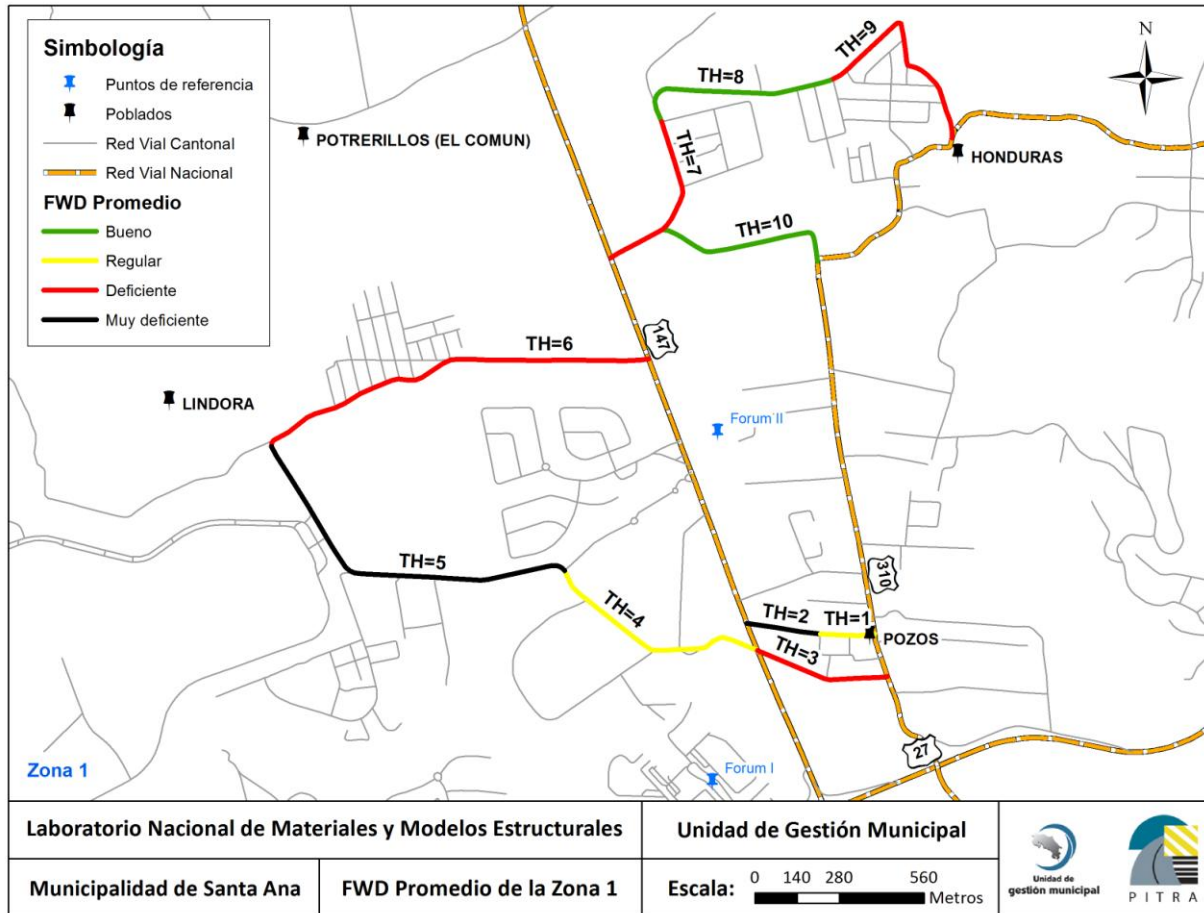 Simbología
Puntos de referencia
Poblados
Red Vial Cantonal
Red Vial Nacional
FWD Promedio
Bueno
Regular
Deficiente
Muy deficiente
N
TH=9
TH=8
POTRERILLOS (EL COMUN)
HONDURAS
TH=7
TH=10
147
TH=6
LINDORA
Forum II
TH=5
310
TH=4
TH=2
TH=1
POZOS
TH=3
27
Zona 1
Forum I
Laboratorio Nacional de Materiales y Modelos Estructurales
Unidad de Gestión Municipal
Municipalidad de Santa Ana
FWD Promedio de la Zona 1
Escala:
0 140 280 560
Metros
Unidad de
gestión municipal
PITRA